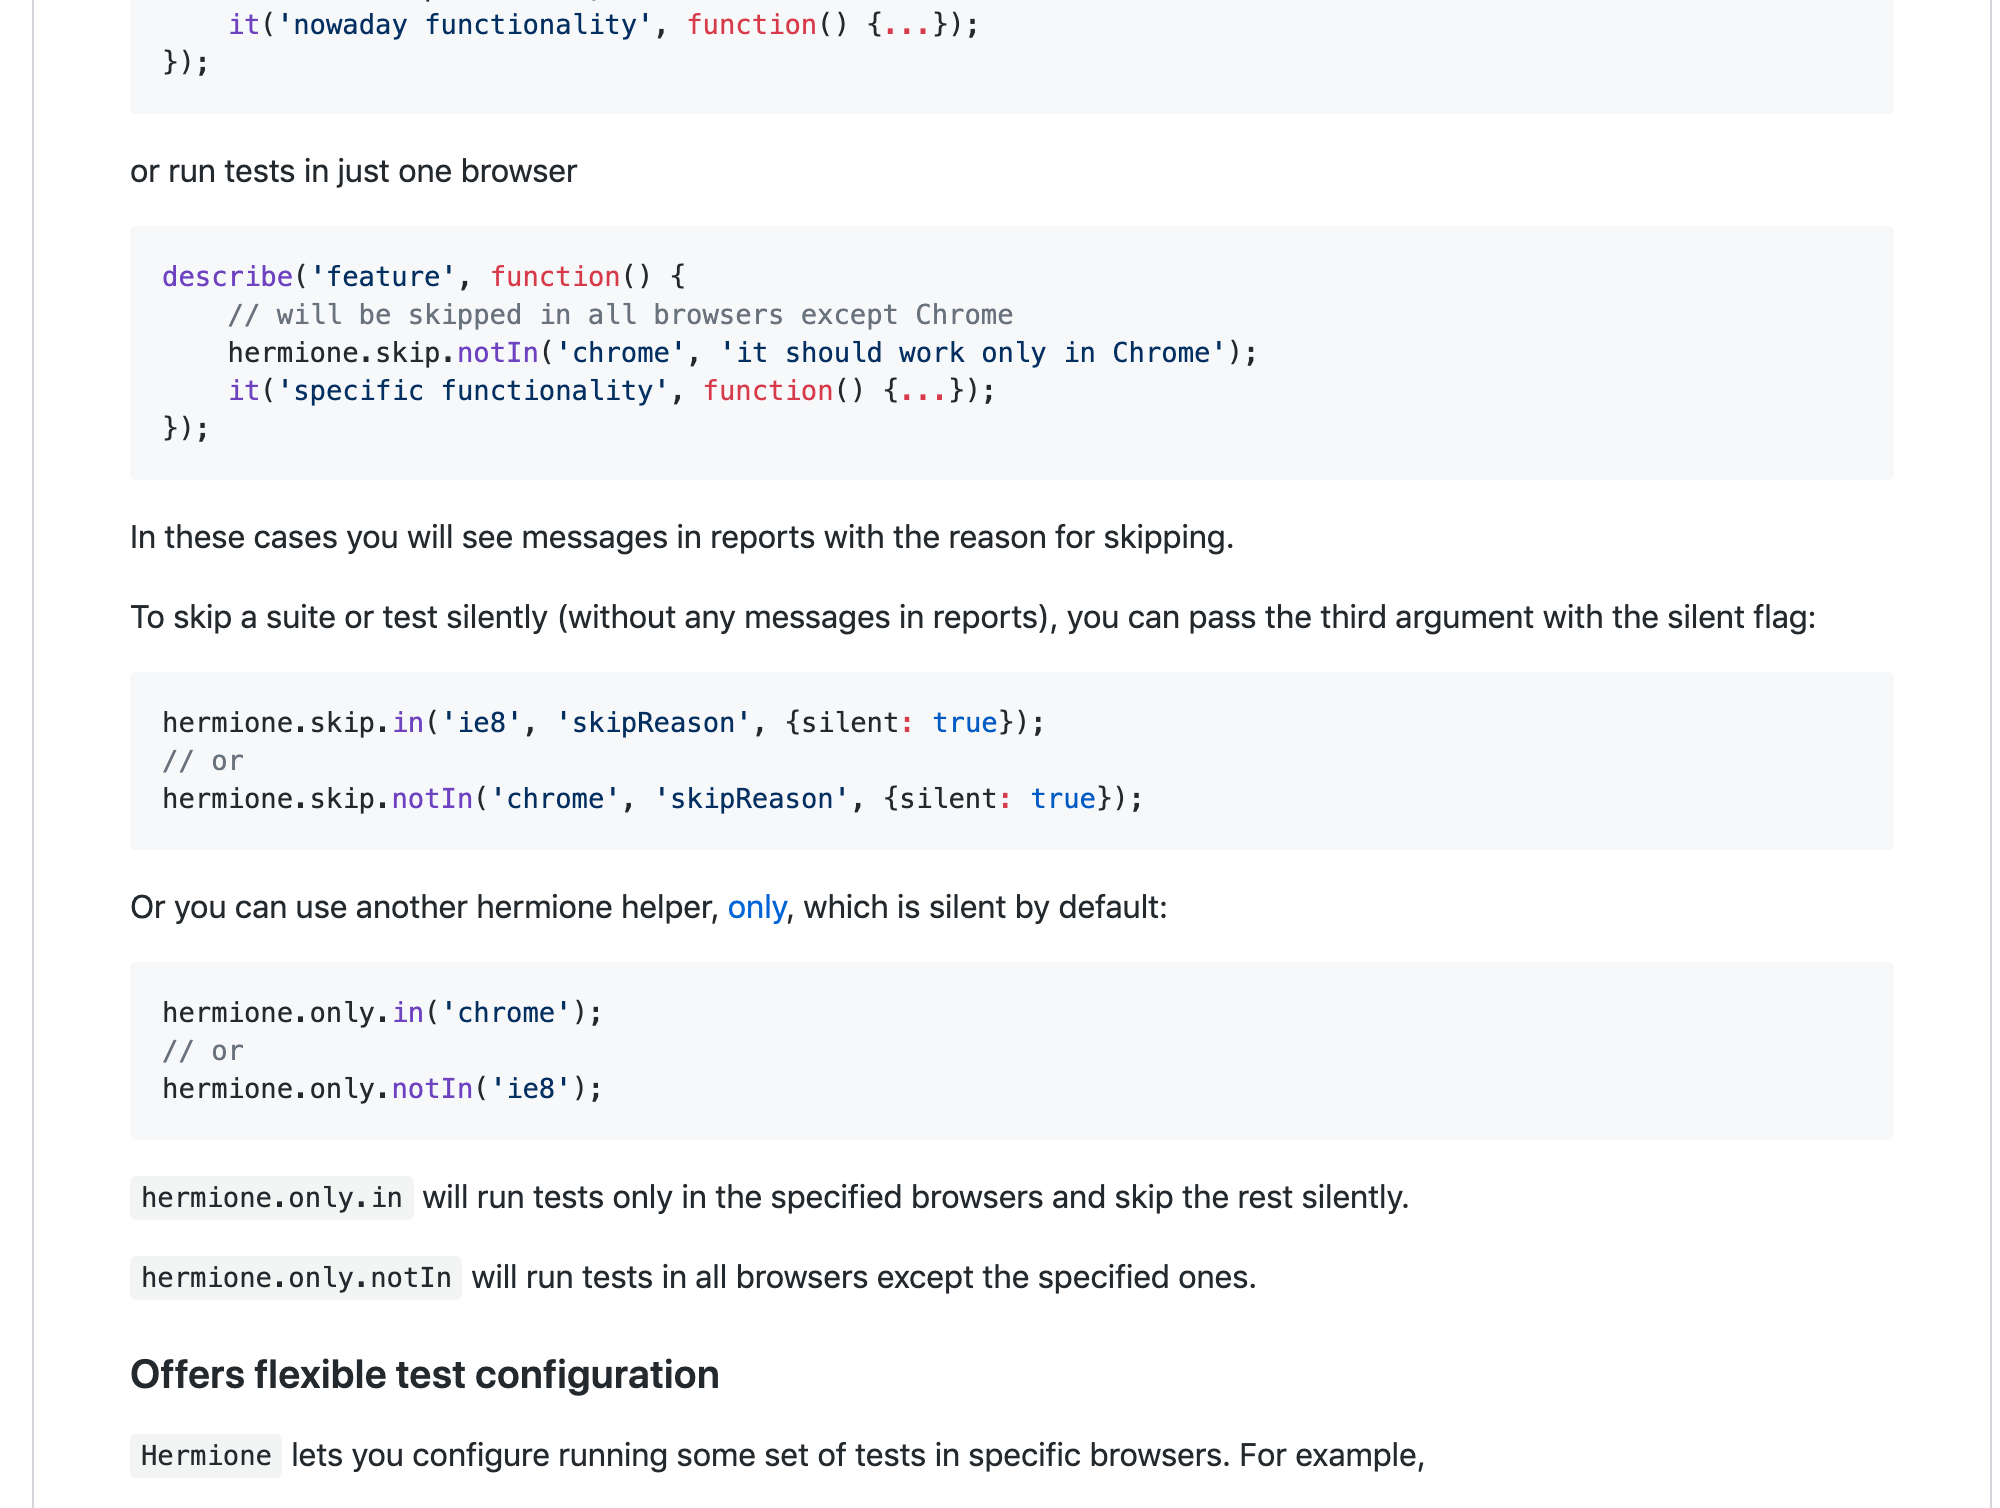 it('nowaday functionality', function() {...});
});
or run tests in just one browser
describe('feature', function() {
// will be skipped in all browsers except Chrome
hermione.skip.notIn('chrome', 'it should work only in Chrome');
it('specific functionality', function() {...});
});
In these cases you will see messages in reports with the reason for skipping.
To skip a suite or test silently (without any messages in reports), you can pass the third argument with the silent flag:
hermione.skip.in('ie8', 'skipReason', {silent: true});
// or
hermione.skip.notIn('chrome', 'skipReason', {silent: true});
Or you can use another hermione helper, only, which is silent by default:
hermione.only.in('chrome');
// or
hermione.only.notIn('ie8');
hermione.only.in will run tests only in the specified browsers and skip the rest silently.
hermione.only.notIn will run tests in all browsers except the specified ones.
Offers flexible test configuration
Hermione lets you configure running some set of tests in specific browsers. For example,